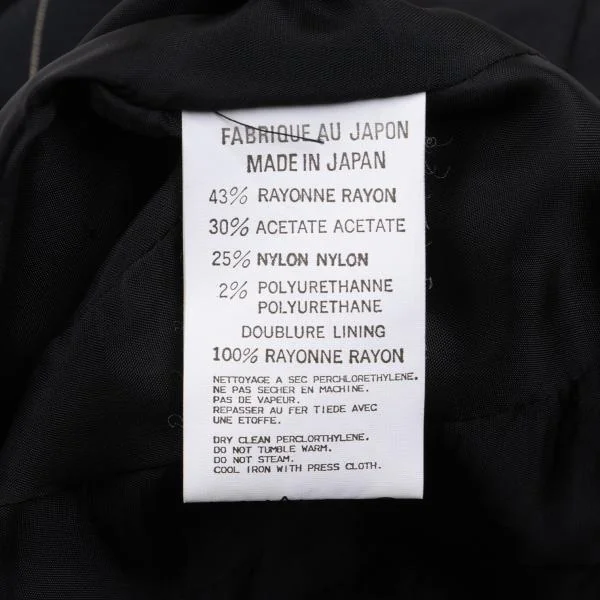 FABRIQUE AU JAPON
MADE IN JAPAN
43% RAYONNE RAYON
30% ACETATE ACETATE
25% NYLON NYLON
2% POLYURETHANNE
POLYURETHANE
DOUBLURE LINING
100% RAYONNE RAYON
NETTOYAGE A SEC PERCHLORETHYLENE.
NE PAS SECHER EN MACHINE.
PAS DE VAPEUR.
REPASSER AU FER TIEDE AVEC
UNE ETOFFE.
DRY CLEAN PERCLORTHYLENE.
DO NOT TUMBLE WARM.
DO NOT STEAM.
COOL IRON WITH PRESS CLOTH.